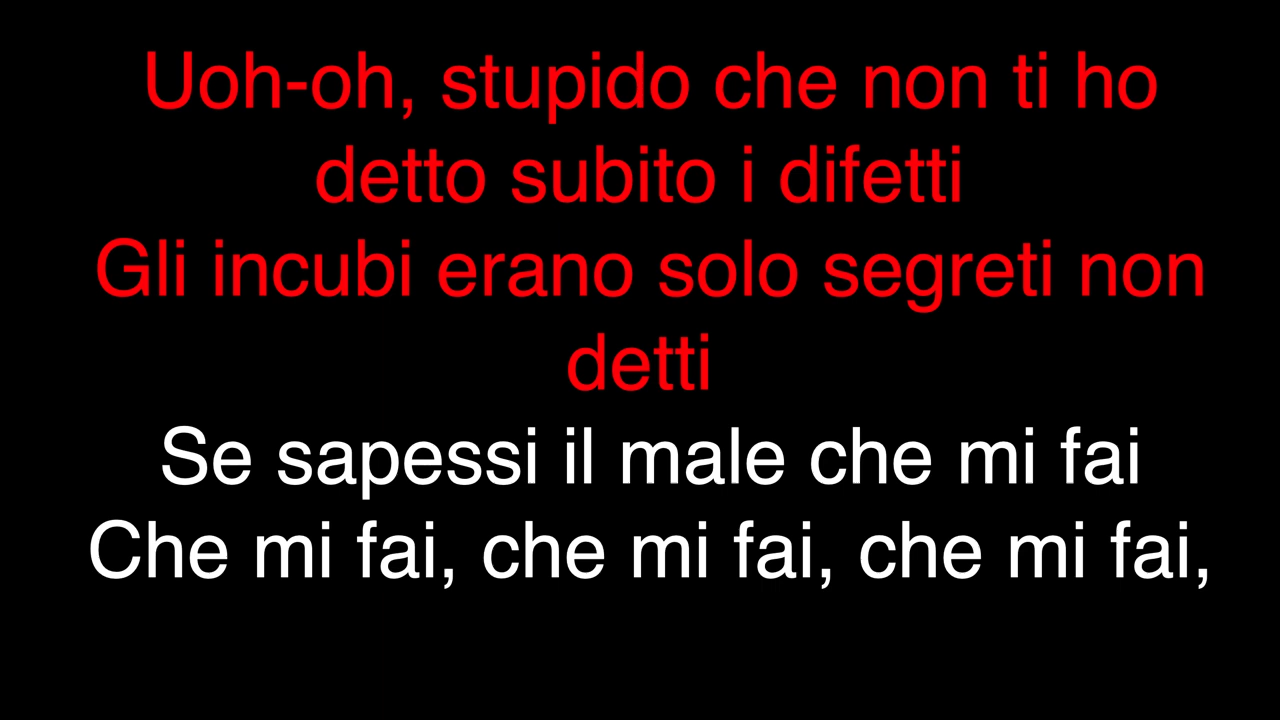 Uoh-oh, stupido che non ti ho
detto subito i difetti
Gli incubi erano solo segreti non
detti
Se sapessi il male che mi fai
Che mi fai, che mi fai, che mi fai,